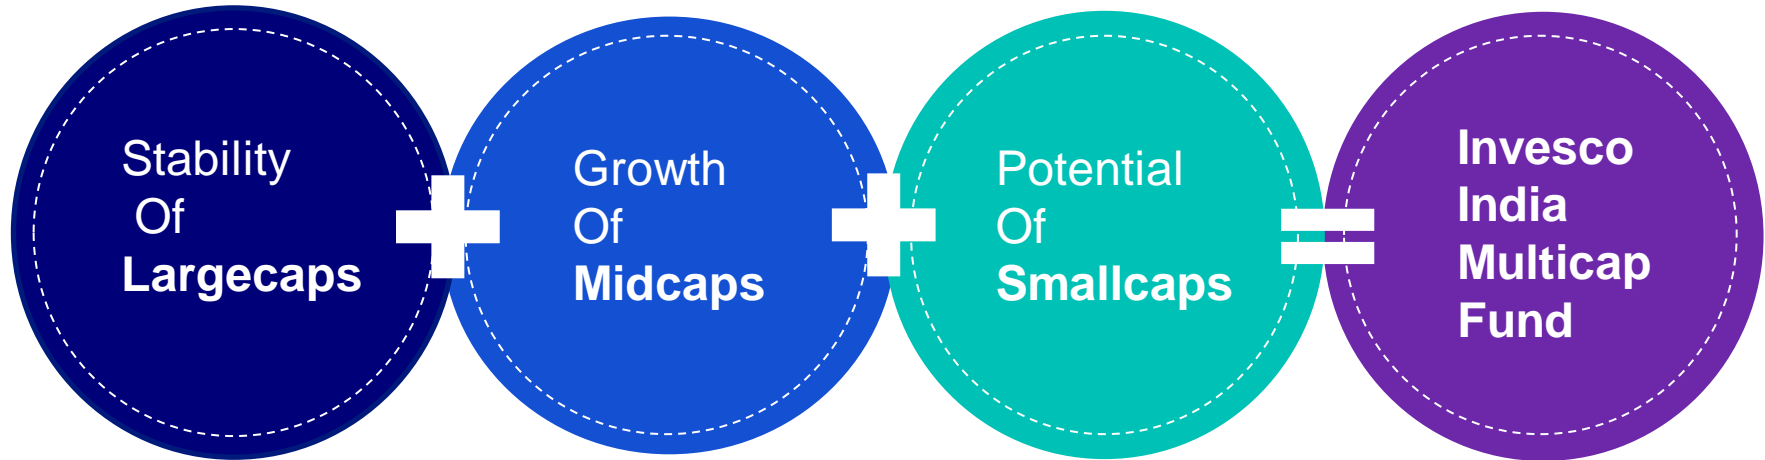 Stability
Of
Largecaps
Growth
Of
Midcaps
Potential
Of
Smallcaps
Invesco
India
Multicap
Fund